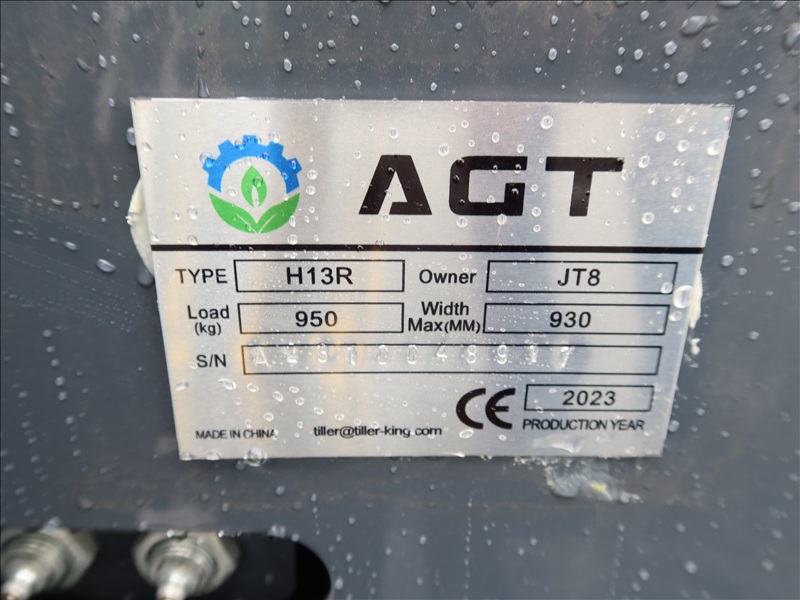 AGT
TYPE H13R Owner JT8
Load (kg) 950 Width Max(MM) 930
S/N
CE 2023
MADE IN CHINA tiller@tiller-king.com PRODUCTION YEAR